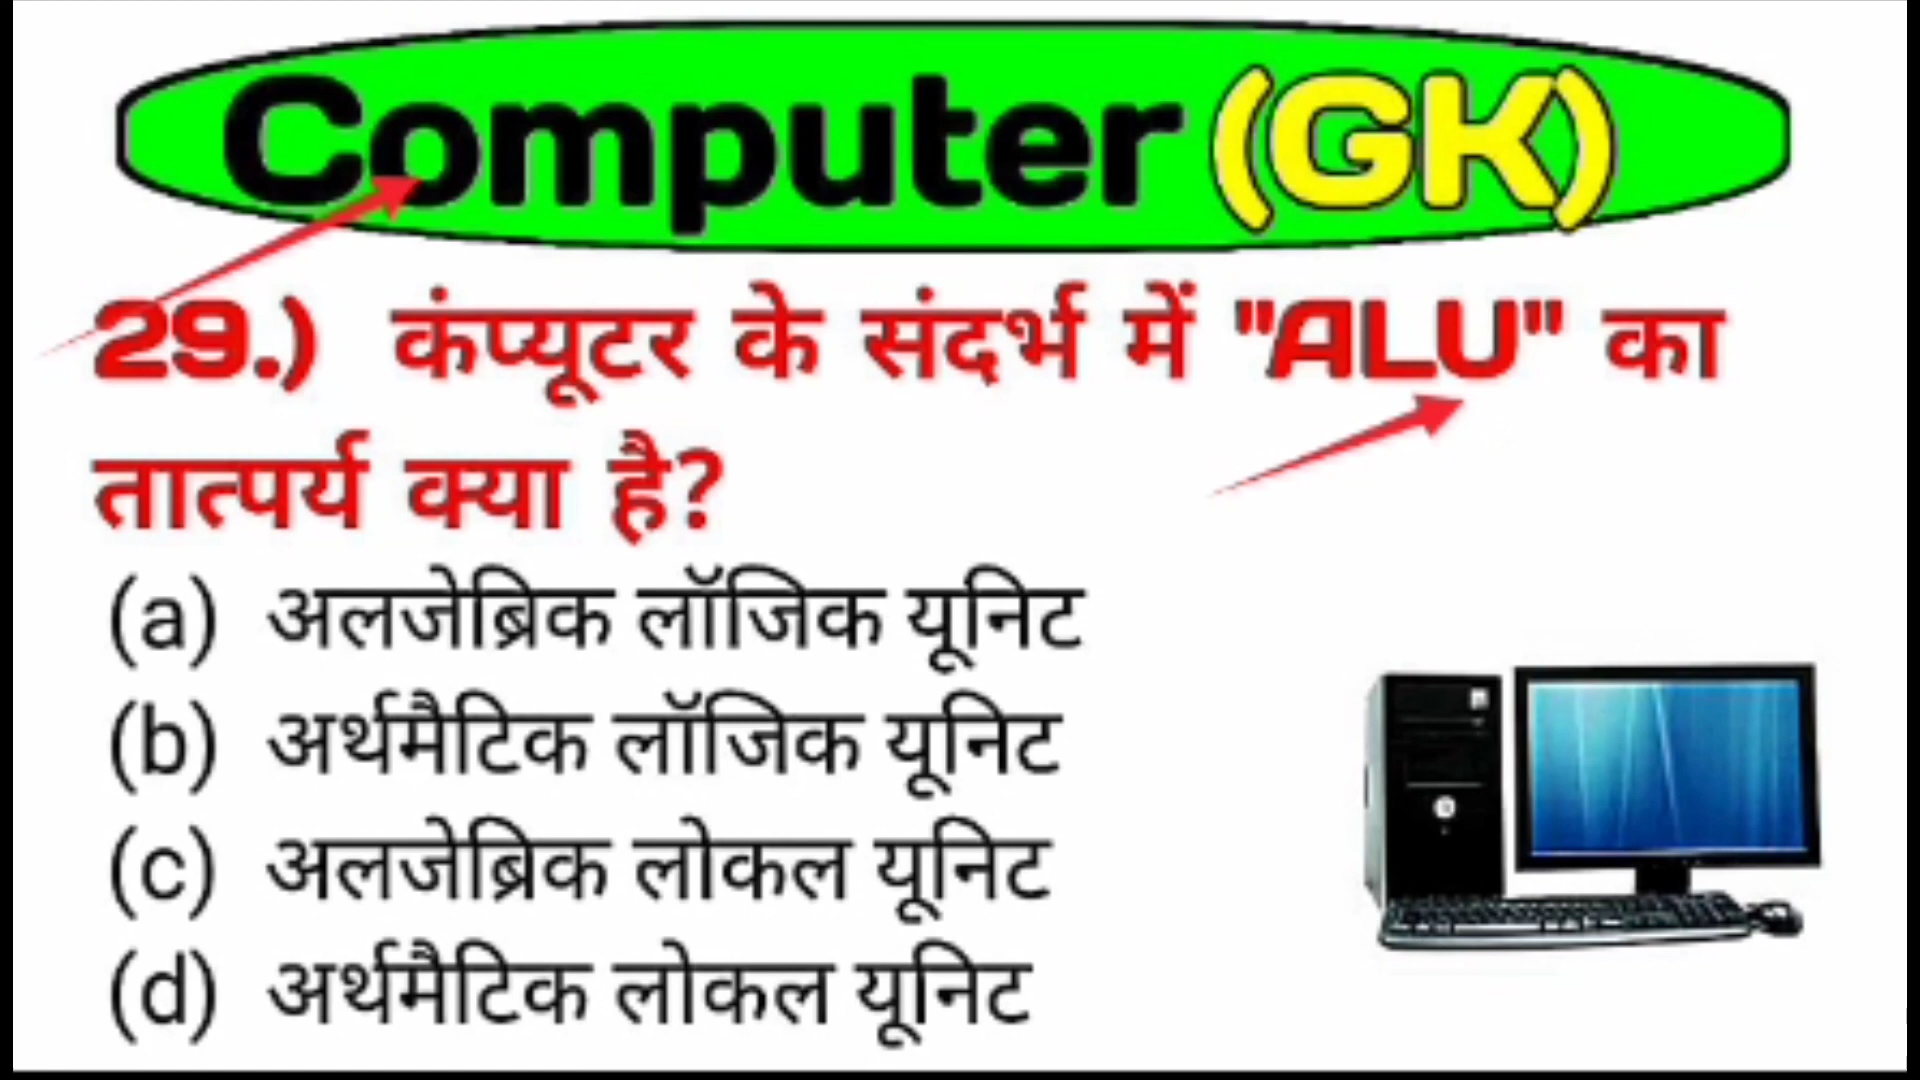 Computer (GK)
29.) कंप्यूटर के संदर्भ में "ALU" का
तात्पर्य क्या है?
(a) अलजेब्रिक लॉजिक यूनिट
(b) अर्थमैटिक लॉजिक यूनिट
(c) अलजेब्रिक लोकल यूनिट
(d) अर्थमैटिक लोकल यूनिट